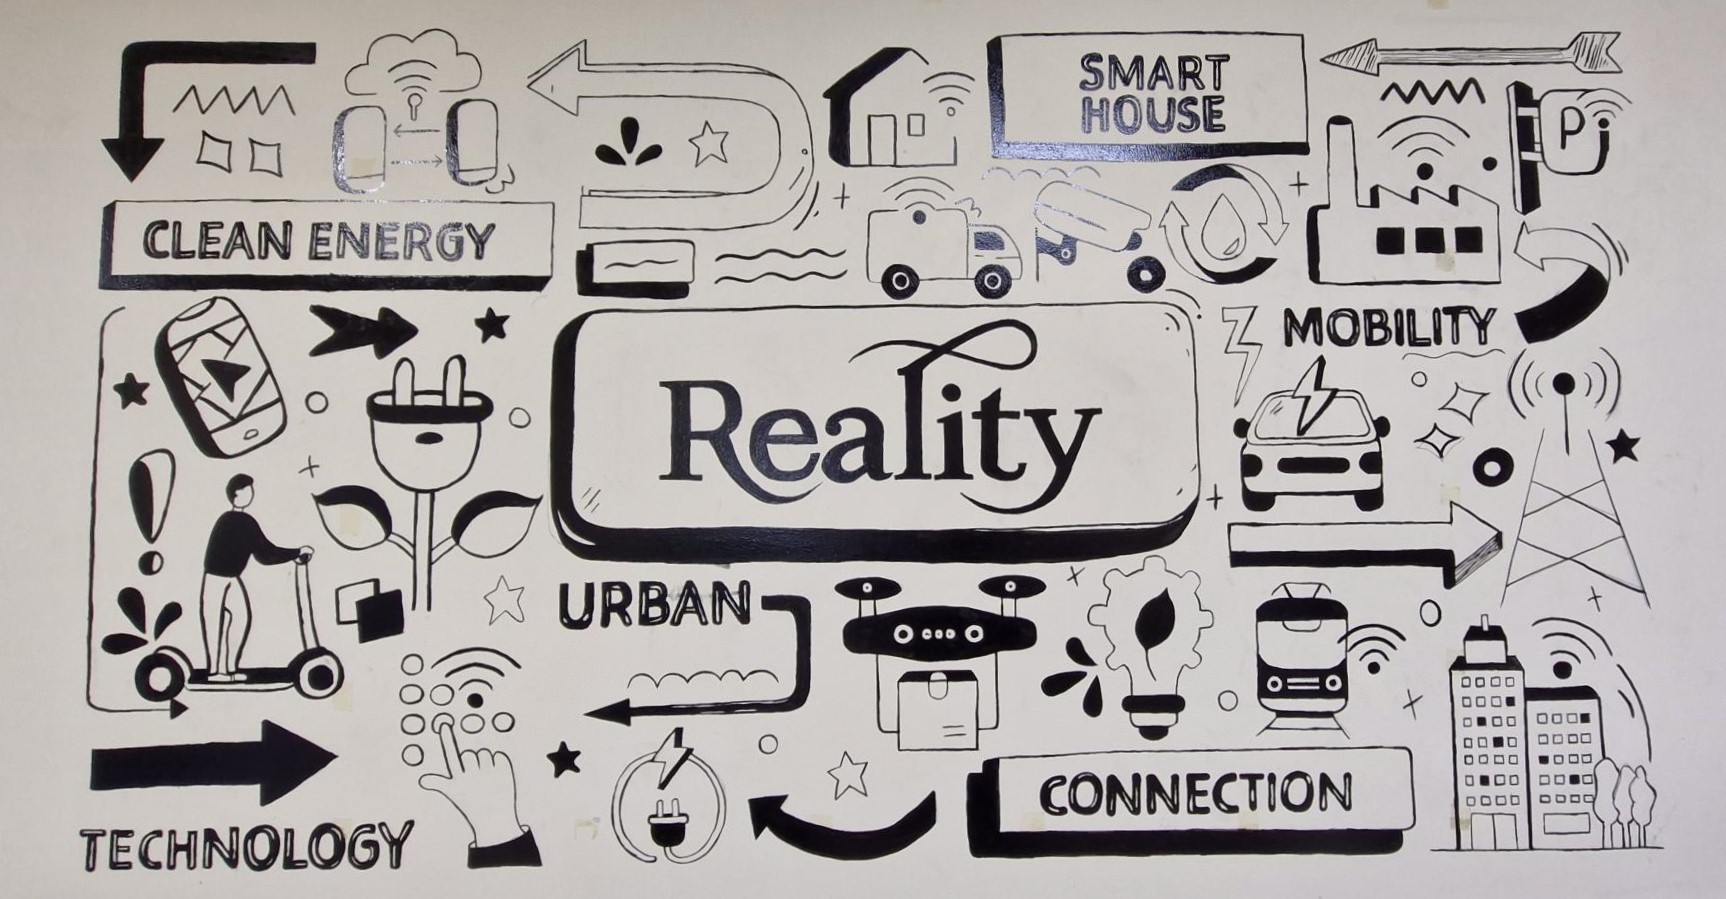 SMART
HOUSE
P
CLEAN ENERGY
MOBILITY
Reality
URBAN
CONNECTION
TECHNOLOGY